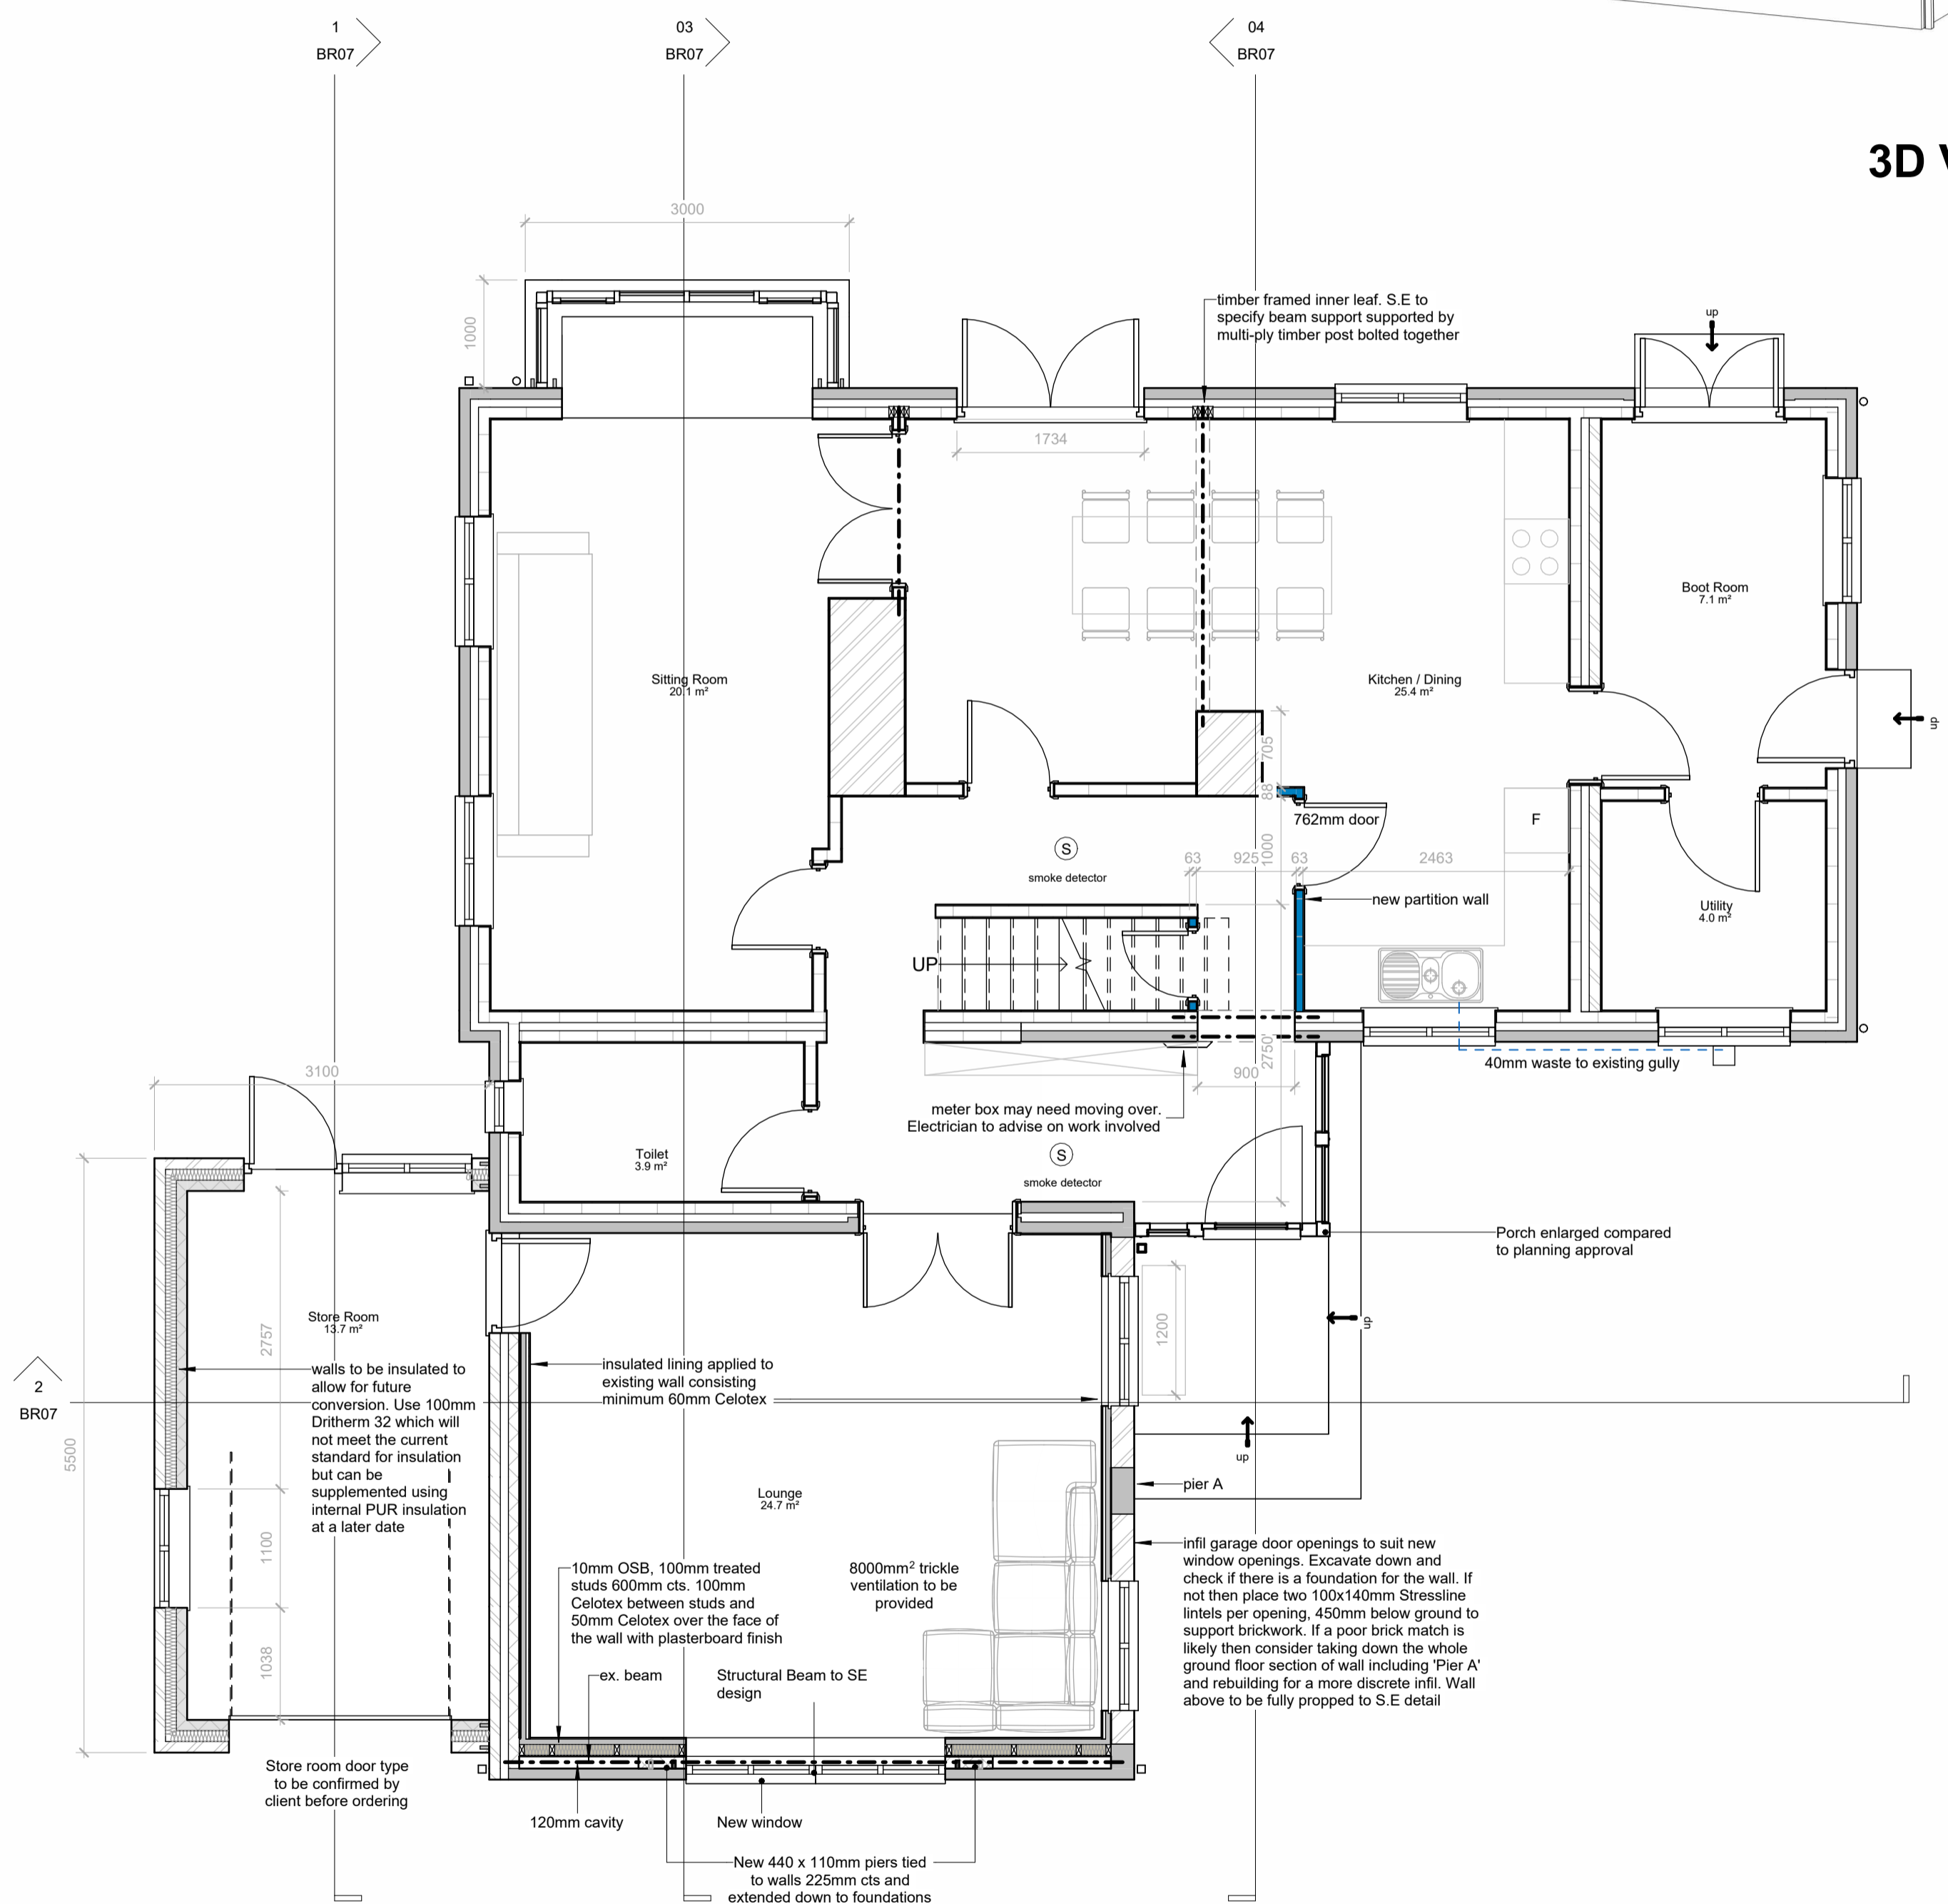 1
BR07
03
BR07
04
BR07
3D V
3000
1000
timber framed inner leaf. S.E to
specify beam support supported by
multi-ply timber post bolted together
up
1734
Boot Room
7.1 m²
Sitting Room
20.1 m²
Kitchen / Dining
25.4 m²
up
705
88
762mm door
F
S
smoke detector
63
925
1000
63
2463
new partition wall
Utility
4.0 m²
UP
2750
900
40mm waste to existing gully
3100
meter box may need moving over.
Electrician to advise on work involved
Toilet
3.9 m²
S
smoke detector
Porch enlarged compared
to planning approval
Store Room
13.7 m²
2757
1200
up
walls to be insulated to
allow for future
conversion. Use 100mm
Dritherm 32 which will
not meet the current
standard for insulation
but can be
supplemented using
internal PUR insulation
at a later date
insulated lining applied to
existing wall consisting
minimum 60mm Celotex
2
BR07
5500
up
Lounge
24.7 m²
pier A
1100
1038
10mm OSB, 100mm treated
studs 600mm cts. 100mm
Celotex between studs and
50mm Celotex over the face of
the wall with plasterboard finish
8000mm² trickle
ventilation to be
provided
infil garage door openings to suit new
window openings. Excavate down and
check if there is a foundation for the wall. If
not then place two 100x140mm Stressline
lintels per opening, 450mm below ground to
support brickwork. If a poor brick match is
likely then consider taking down the whole
ground floor section of wall including 'Pier A'
and rebuilding for a more discrete infil. Wall
above to be fully propped to S.E detail
ex. beam
Structural Beam to SE
design
Store room door type
to be confirmed by
client before ordering
120mm cavity
New window
New 440 x 110mm piers tied
to walls 225mm cts and
extended down to foundations